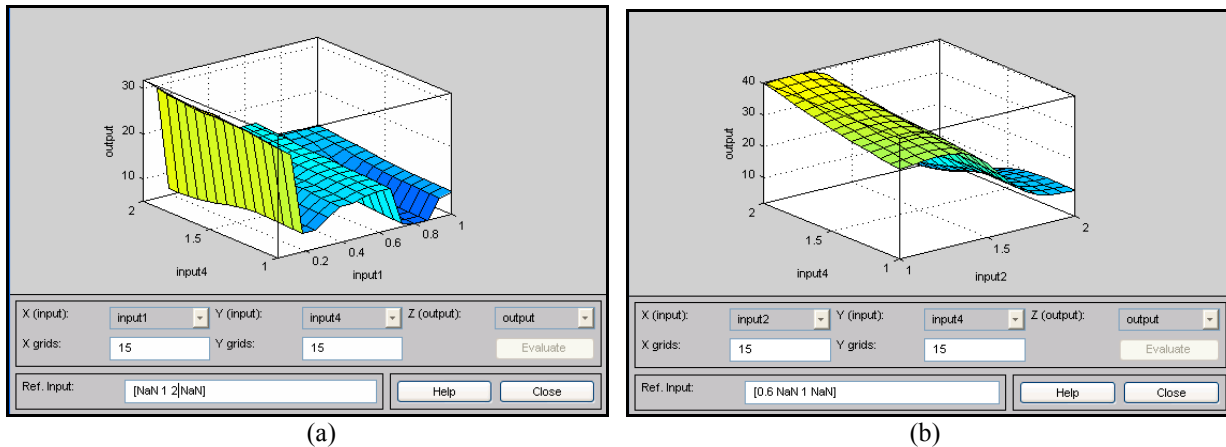 30
20
10
output
2
1.5
1
input4
0.2
0.4
0.6
0.8
1
input1
X (input):
input1
Y (input):
input4
Z (output):
output
X grids:
15
Y grids:
15
Evaluate
Ref. Input:
[NaN 1 2 NaN]
Help
Close
(a)
40
30
20
10
output
2
1.5
1
input4
1
1.5
2
input2
X (input):
input2
Y (input):
input4
Z (output):
output
X grids:
15
Y grids:
15
Evaluate
Ref. Input:
[0.6 NaN 1 NaN]
Help
Close
(b)